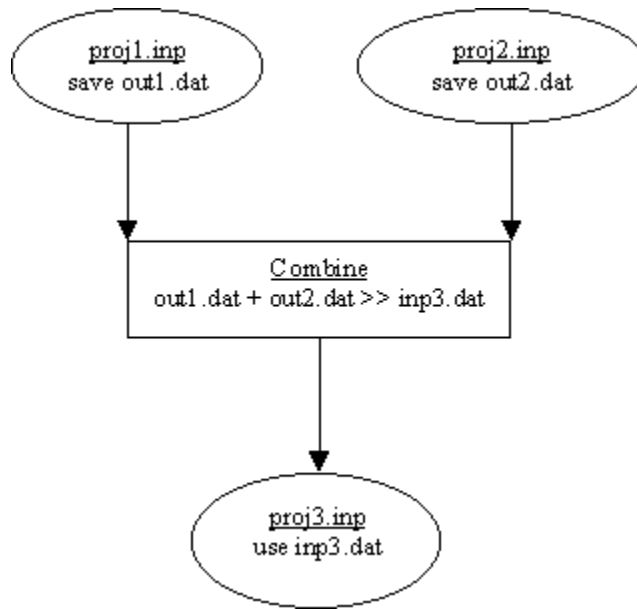 proj1.inp
save out1.dat
proj2.inp
save out2.dat
Combine
out1.dat + out2.dat >> inp3.dat
proj3.inp
use inp3.dat